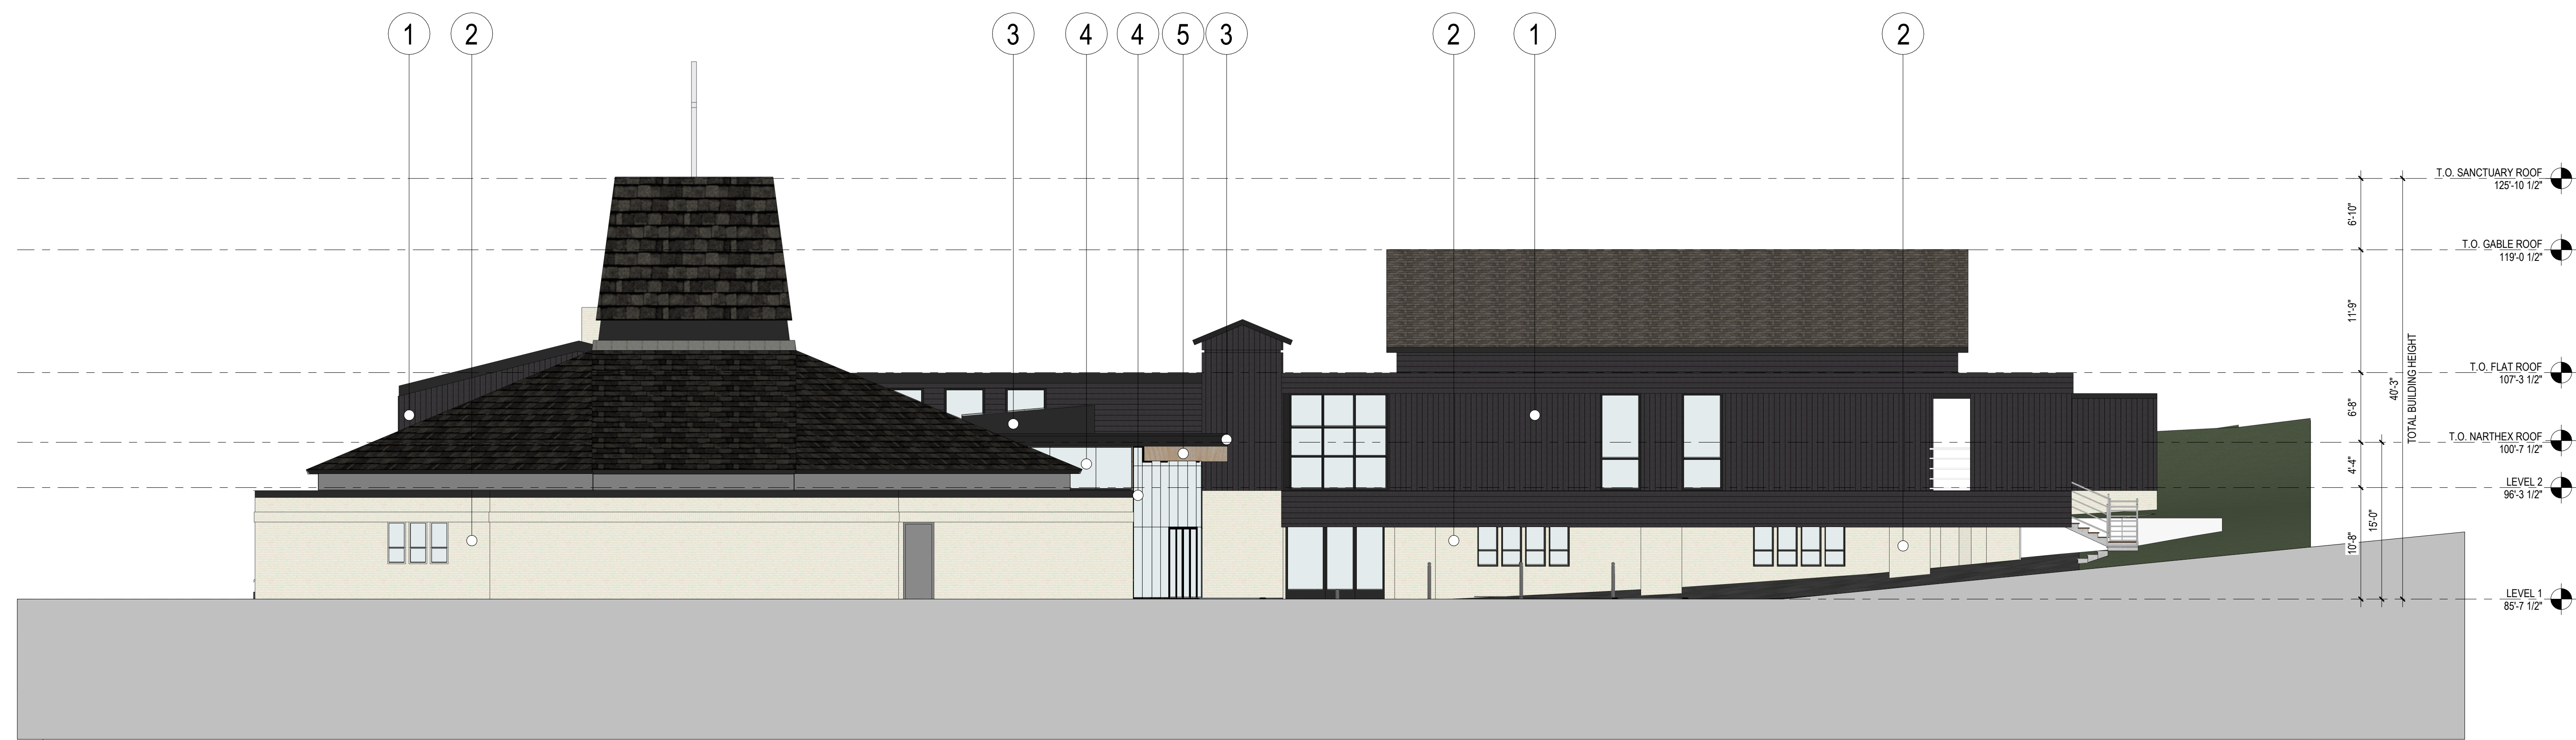 1 2 3 4 4 5 3 2 1 2
T.O. SANCTUARY ROOF
125'-10 1/2"
6'-10"
T.O. GABLE ROOF
119'-0 1/2"
11'-9"
T.O. FLAT ROOF
107'-3 1/2"
6'-8"
40'-3"
TOTAL BUILDING HEIGHT
T.O. NARTHEX ROOF
100'-7 1/2"
4'-4"
LEVEL 2
96'-3 1/2"
15'-0"
10'-8"
LEVEL 1
85'-7 1/2"